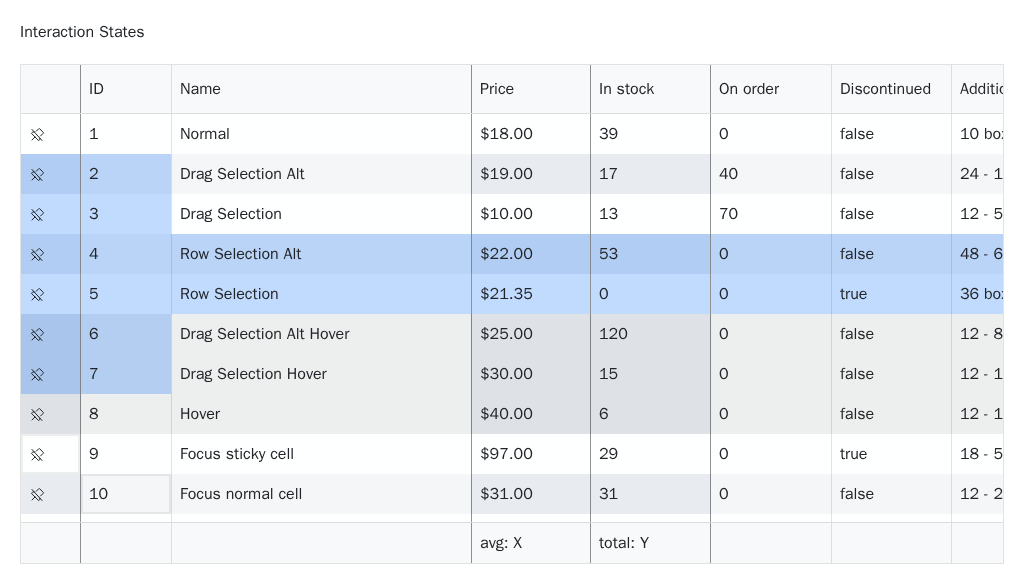 Interaction States
ID Name Price In stock On order Discontinued
1 Normal $18.00 39 0 false 10
2 Drag Selection Alt $19.00 17 40 false 24 - 1
3 Drag Selection $10.00 13 70 false 12 - 5
4 Row Selection Alt $22.00 53 0 false 48 - 6
5 Row Selection $21.35 0 0 true 36
6 Drag Selection Alt Hover $25.00 120 0 false 12 - 8
7 Drag Selection Hover $30.00 15 0 false 12 - 1
8 Hover $40.00 6 0 false 12 - 1
9 Focus sticky cell $97.00 29 0 true 18 - 5
10 Focus normal cell $31.00 31 0 false 12 - 2
avg: X total: Y